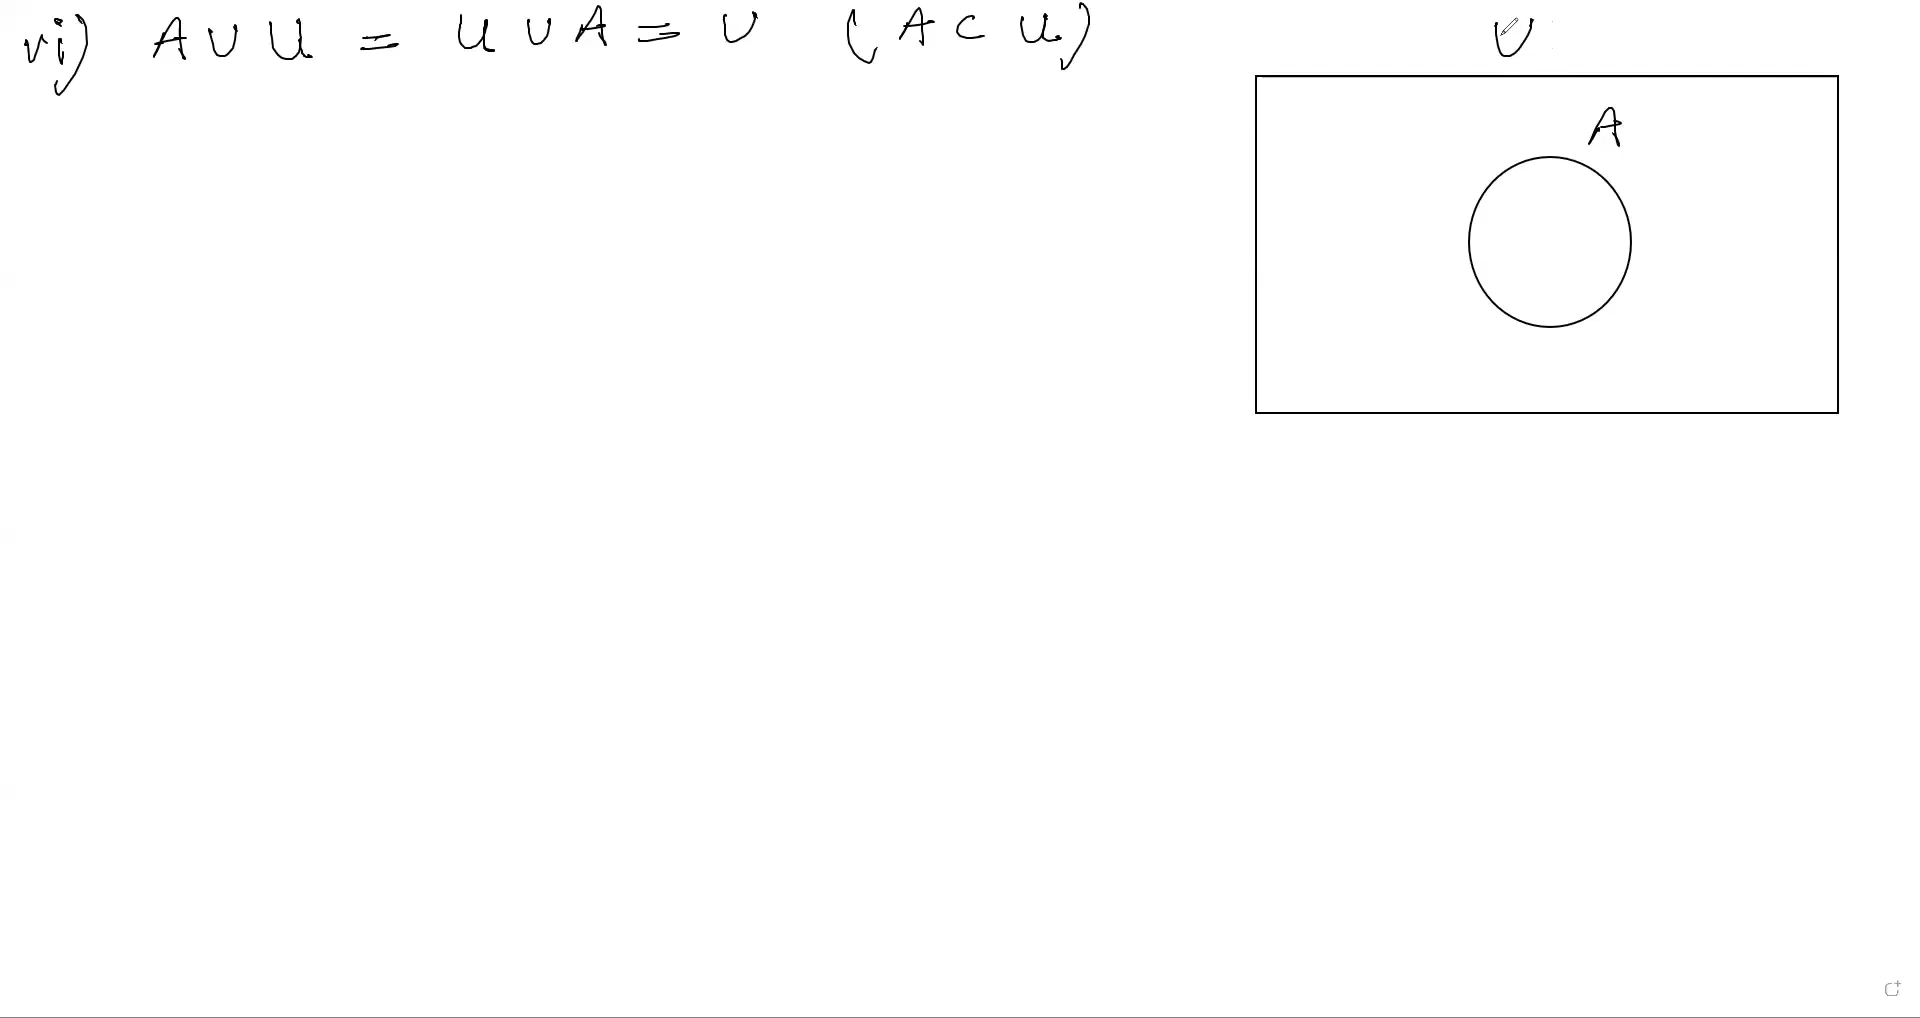 vi) A ∪ U = U ∪ A = U (A ⊂ U)
U
A